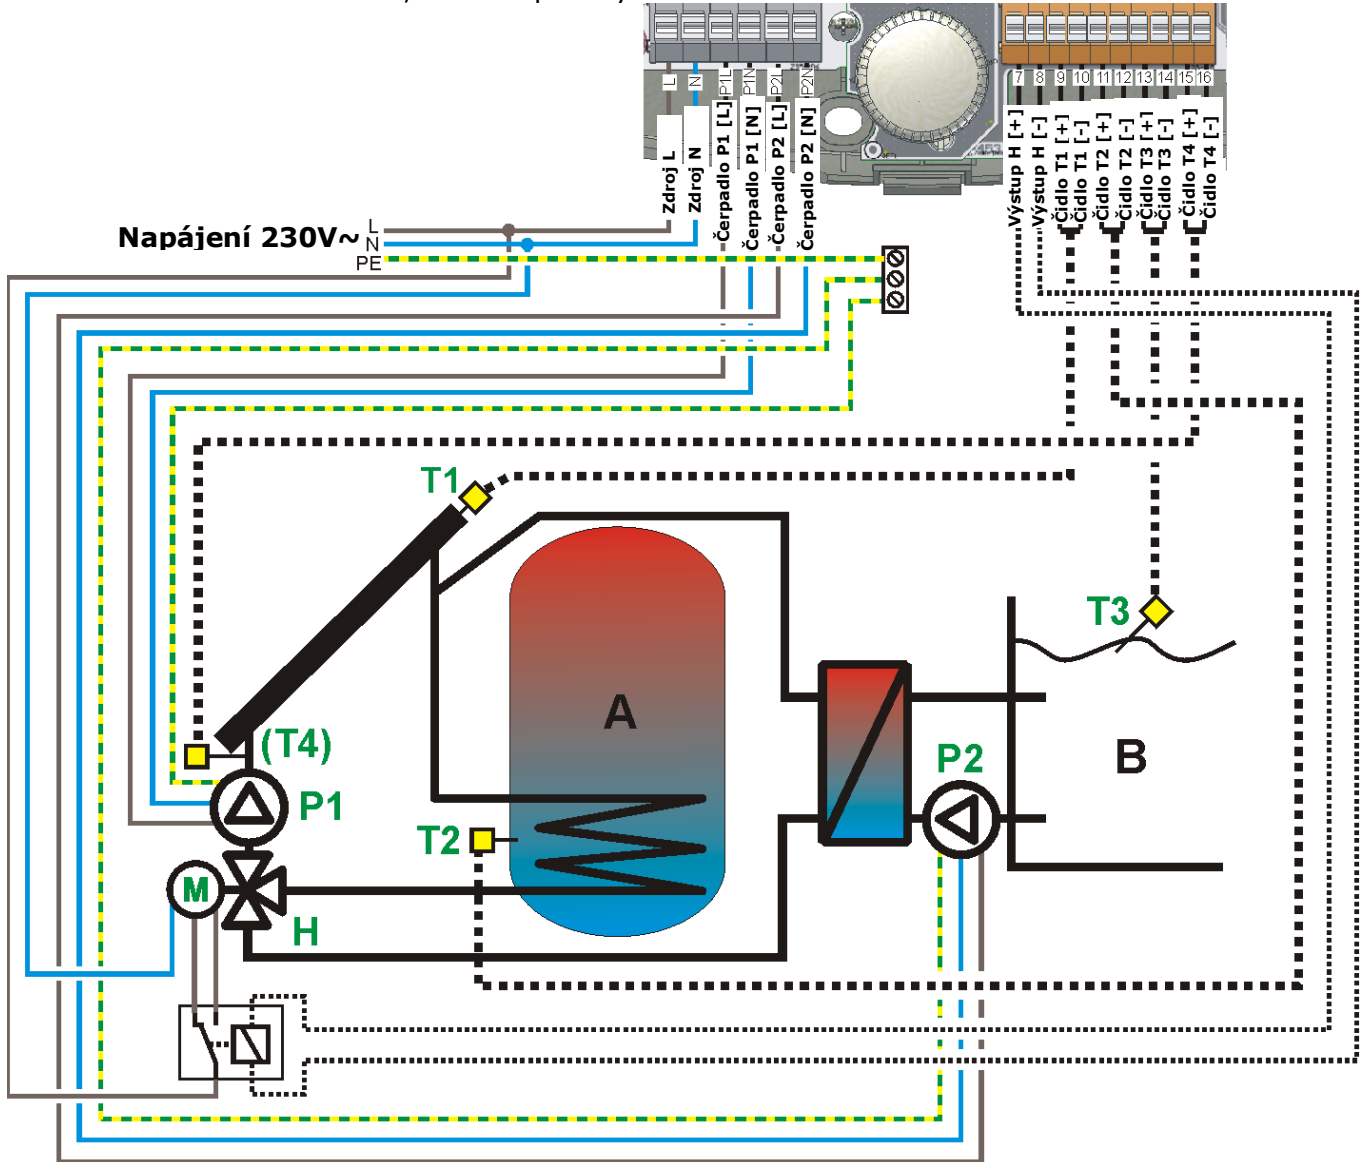 L
N
P1L
P1N
P2L
P2N
7 8 9 10 11 12 13 14 15 16
Zdroj L
Zdroj N
Čerpadlo P1 [L]
Čerpadlo P1 [N]
Čerpadlo P2 [L]
Čerpadlo P2 [N]
Výstup H [+]
Výstup H [-]
Čidlo T1 [+]
Čidlo T1 [-]
Čidlo T2 [+]
Čidlo T2 [-]
Čidlo T3 [+]
Čidlo T3 [-]
Čidlo T4 [+]
Čidlo T4 [-]
Napájení 230V~
L
N
PE
T1
T3
A
(T4)
B
P2
P1
T2
M
H